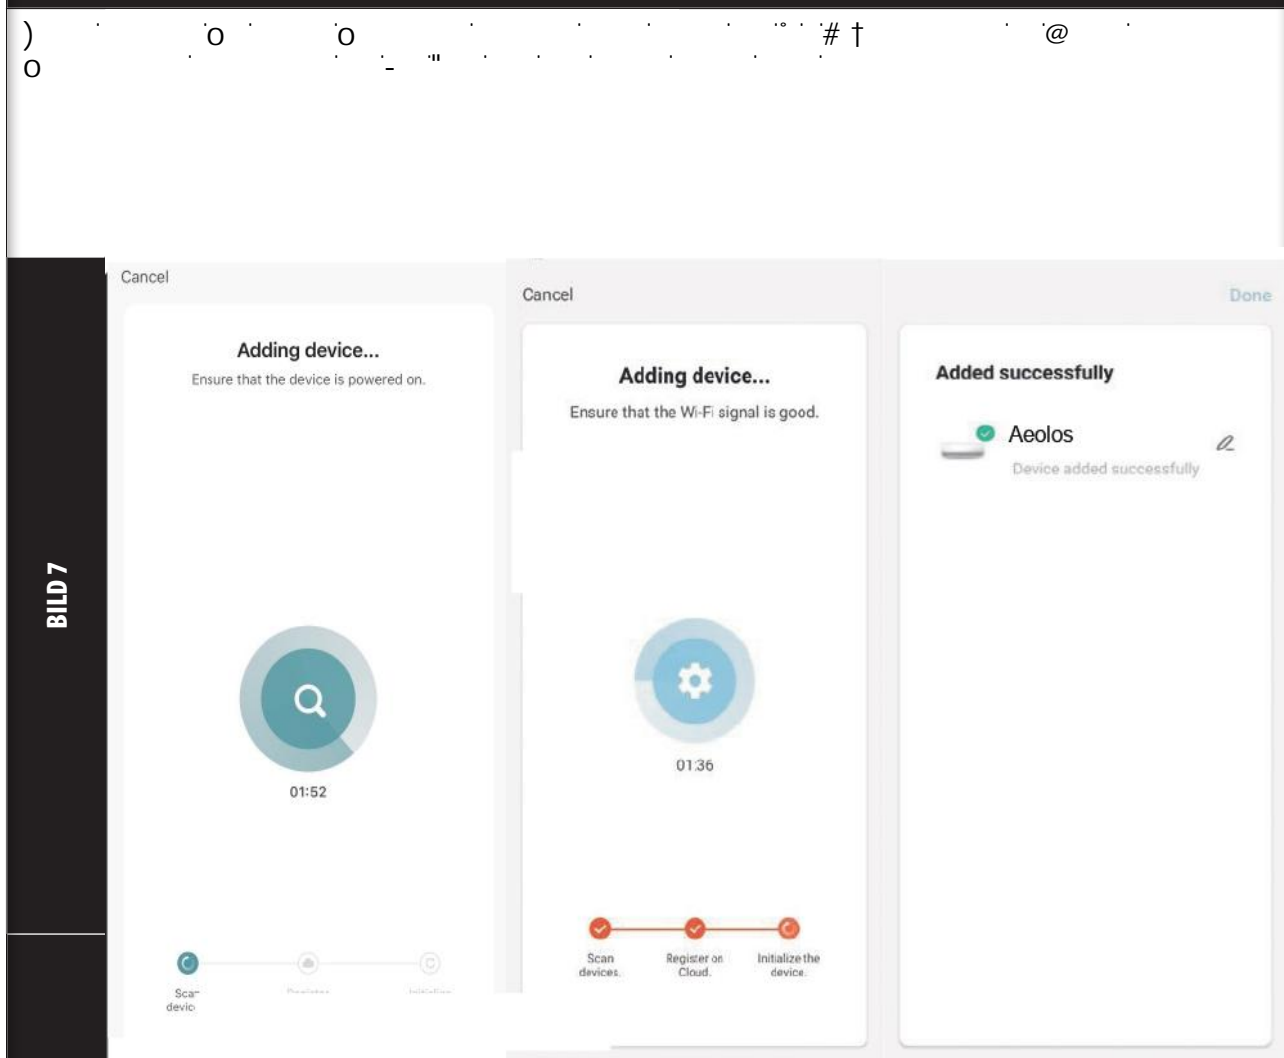 Cancel
Adding device...
Ensure that the device is powered on.
01:52
Cancel
Adding device...
Ensure that the Wi-Fi signal is good.
01:36
Scan
devices.
Register on
Cloud.
Initialize the
device.
Done
Added successfully
Aeolos
Device added successfully
BILD 7